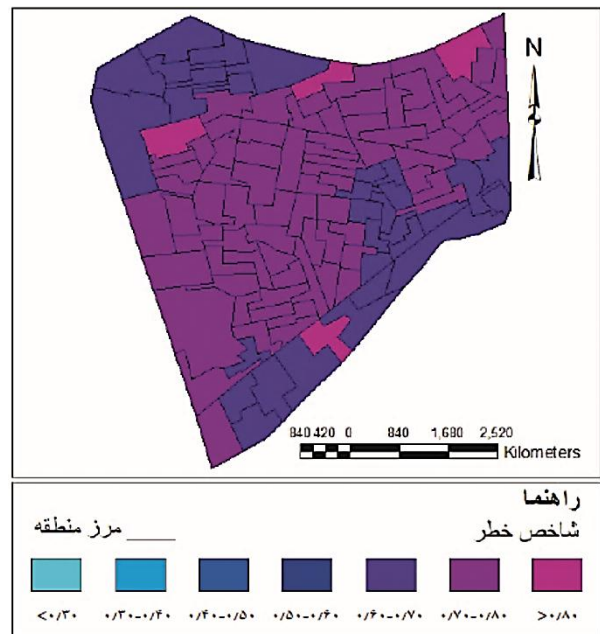 N
840 420 0 840 1,680 2,520
Kilometers
راهنما
شاخص خطر
مرز منطقه
<۰/۳۰ ۰/۳۰-۰/۴۰ ۰/۴۰-۰/۵۰ ۰/۵۰-۰/۶۰ ۰/۶۰-۰/۷۰ ۰/۷۰-۰/۸۰ >۰/۸۰